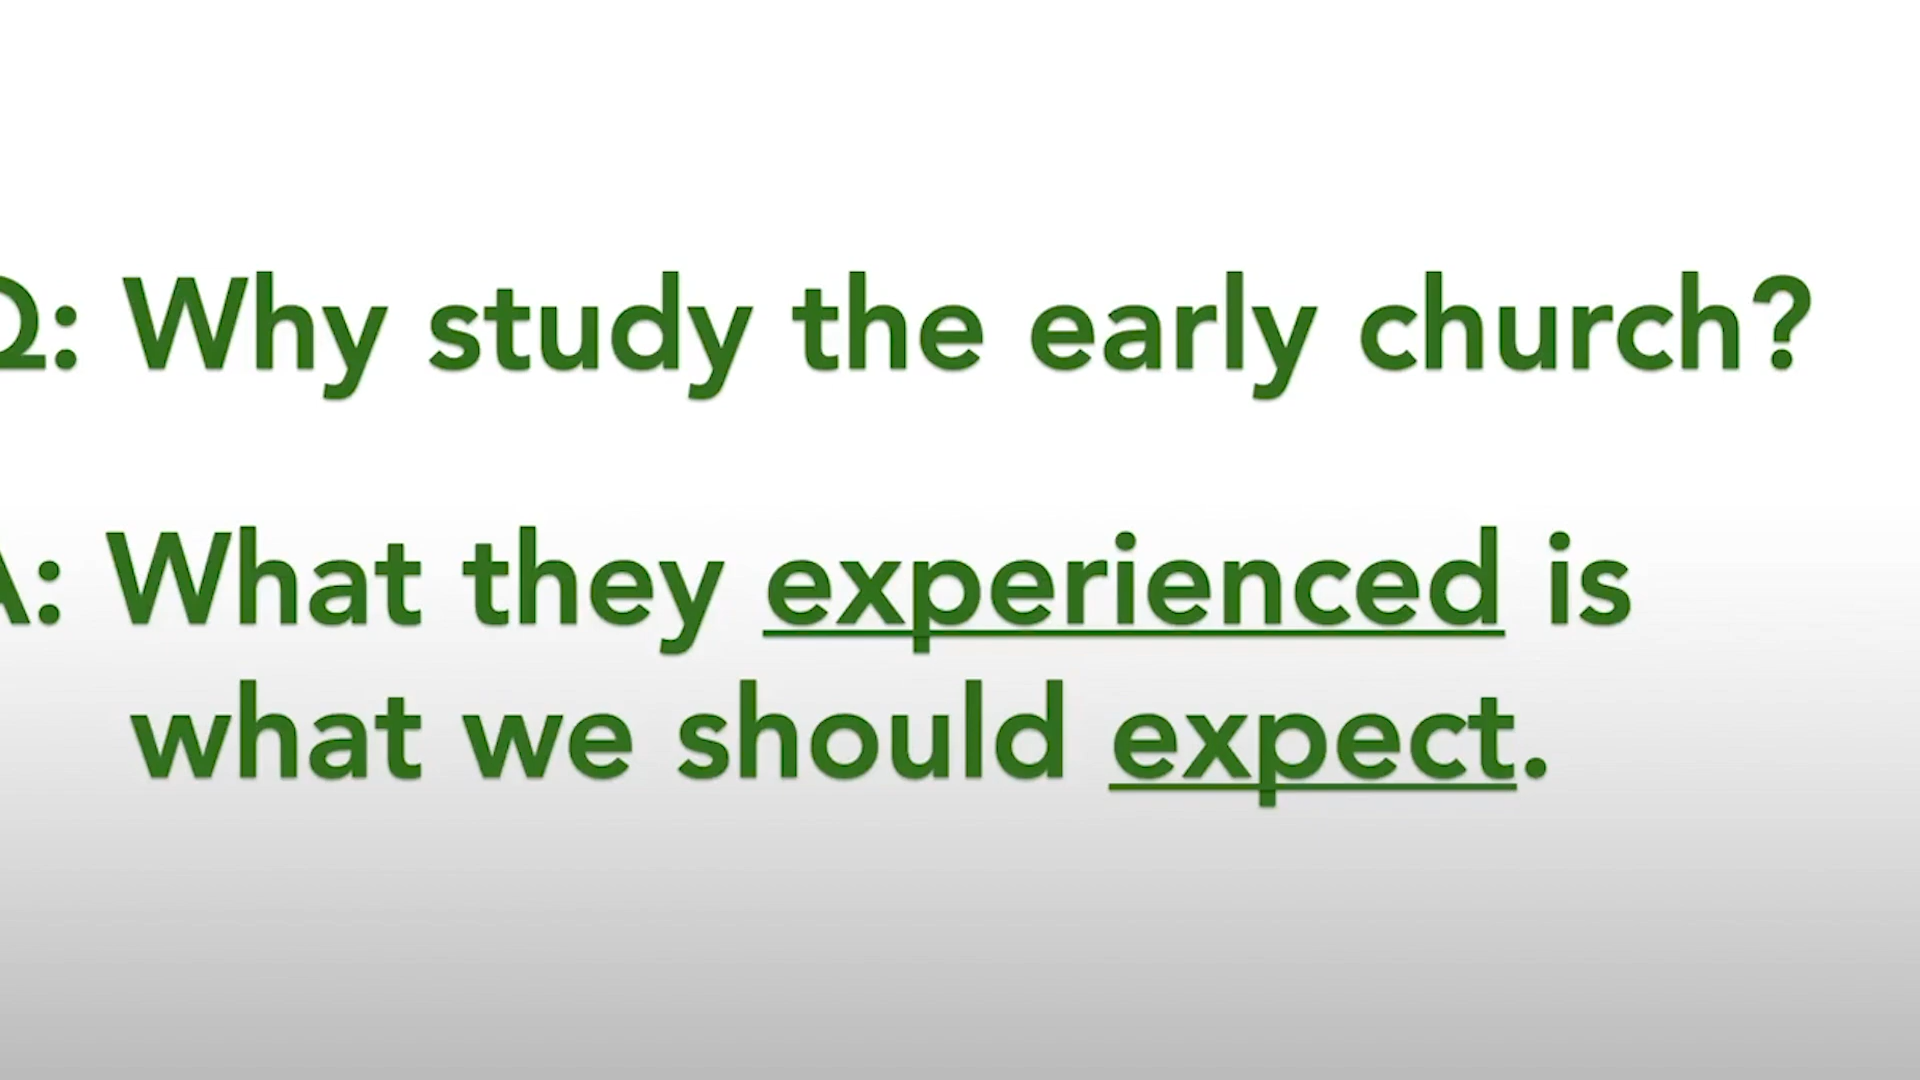 Q: Why study the early church?
A: What they experienced is
what we should expect.